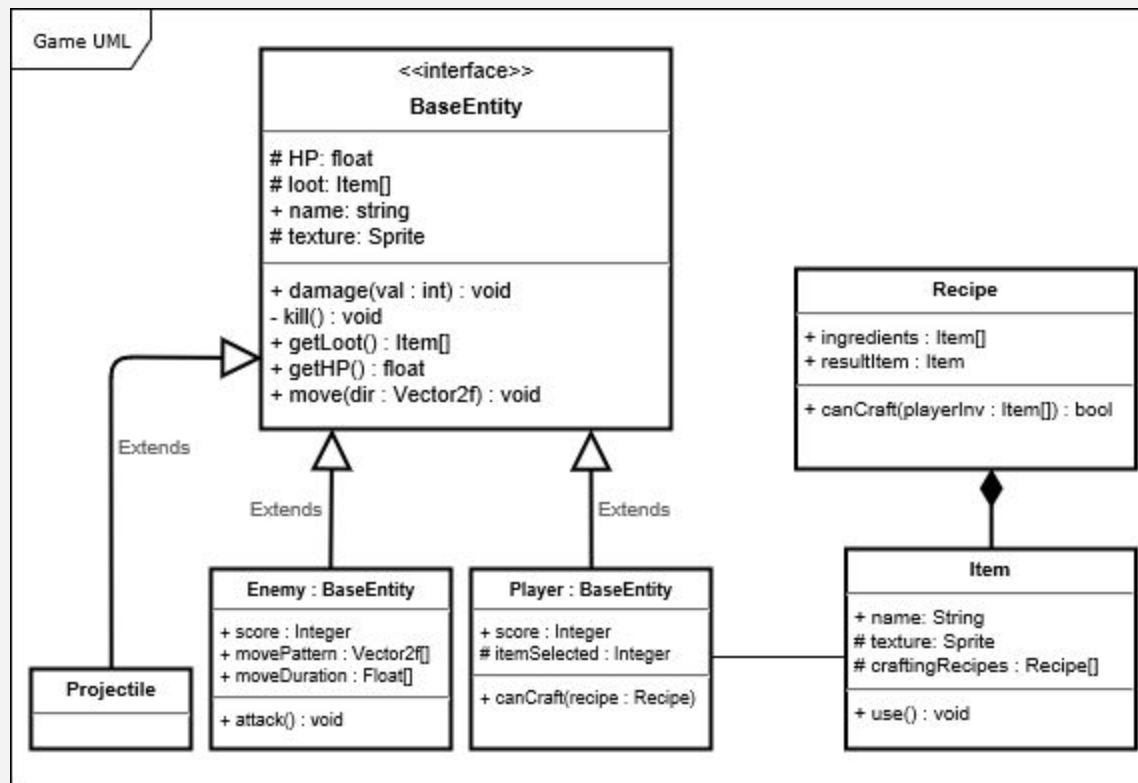 Game UML
<<interface>>
BaseEntity
# HP: float
# loot: Item[]
+ name: string
# texture: Sprite
+ damage(val : int) : void
- kill() : void
+ getLoot() : Item[]
+ getHP() : float
+ move(dir : Vector2f) : void
Recipe
+ ingredients : Item[]
+ resultItem : Item
+ canCraft(playerInv : Item[]) : bool
Extends
Extends
Extends
Projectile
Enemy : BaseEntity
+ score : Integer
+ movePattern : Vector2f[]
+ moveDuration : Float[]
+ attack() : void
Player : BaseEntity
+ score : Integer
# itemSelected : Integer
+ canCraft(recipe : Recipe)
Item
+ name: String
# texture: Sprite
# craftingRecipes : Recipe[]
+ use() : void